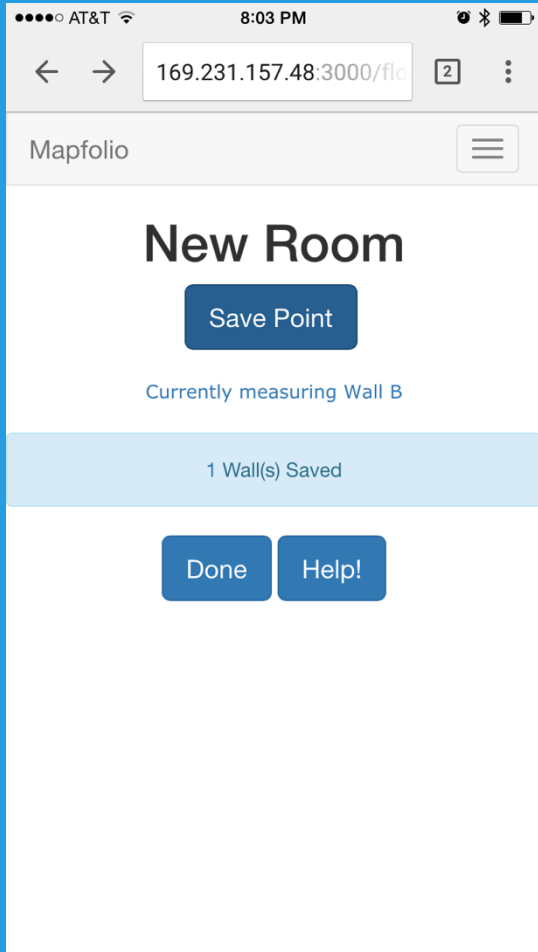 AT&T 8:03 PM
169.231.157.48:3000/flo 2
Mapfolio
New Room
Save Point
Currently measuring Wall B
1 Wall(s) Saved
Done Help!